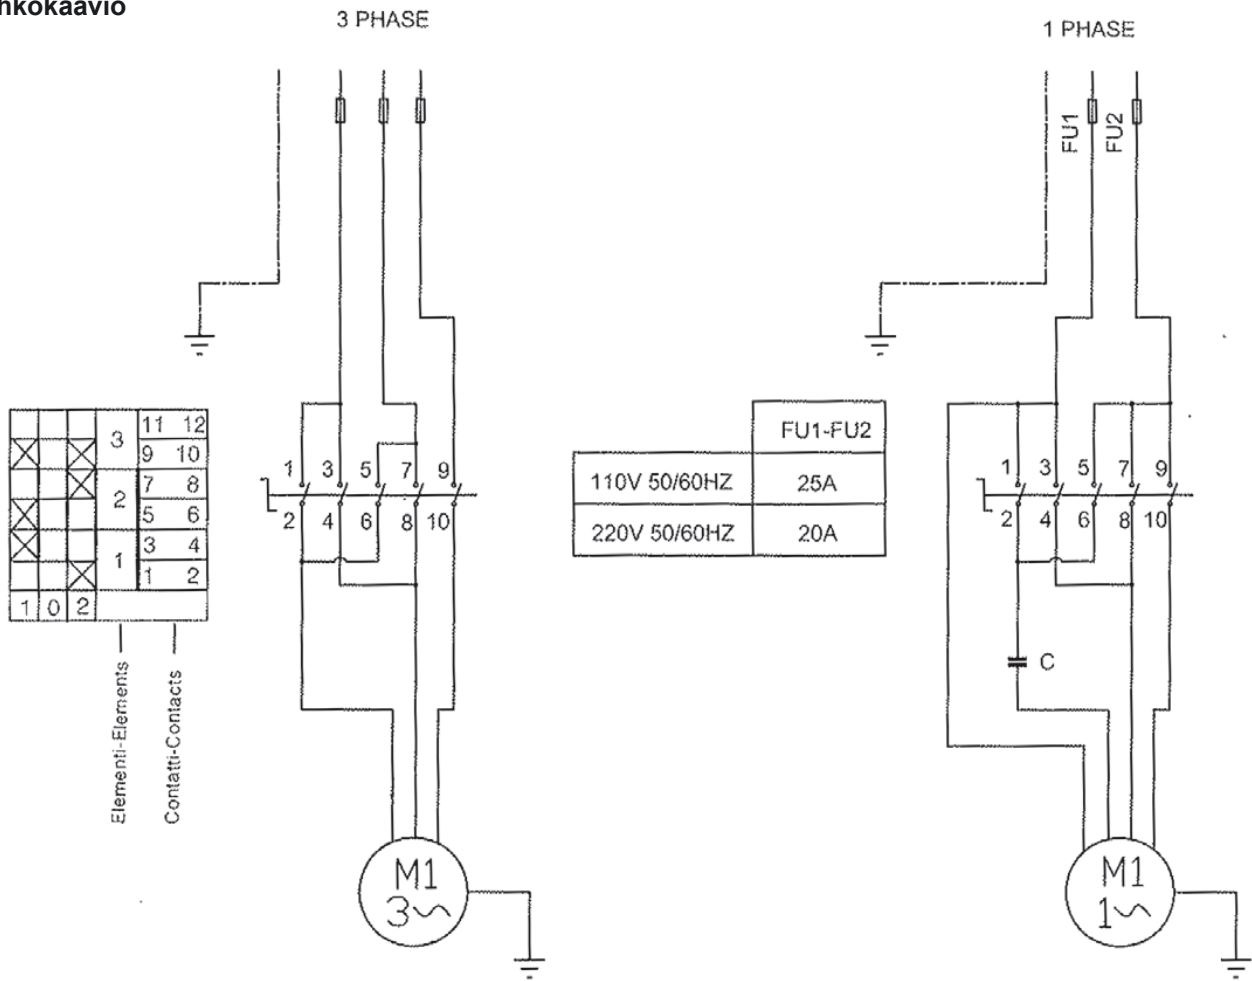 hkökaavio
3 PHASE
1 PHASE
FU1
FU2
3 11 12
9 10
2 7 8
5 6
1 3 4
1 2
1 0 2
Elementi-Elements
Contatti-Contacts
1 3 5 7 9
2 4 6 8 10
M1
3~
FU1-FU2
110V 50/60HZ 25A
220V 50/60HZ 20A
1 3 5 7 9
2 4 6 8 10
C
M1
1~